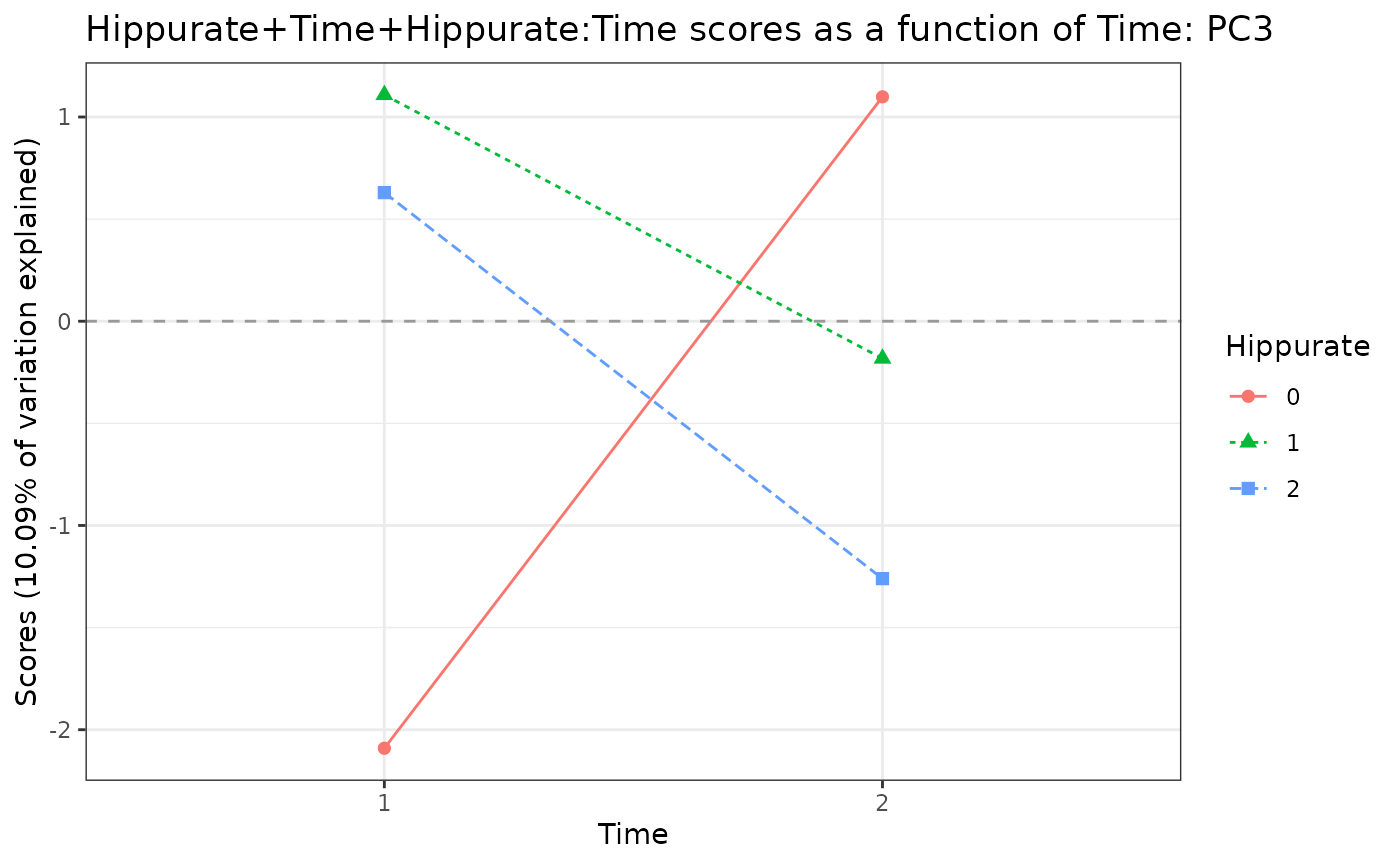 Hippurate+Time+Hippurate:Time scores as a function of Time: PC3
Scores (10.09% of variation explained)
1
0
-1
-2
1
2
Time
Hippurate
0
1
2